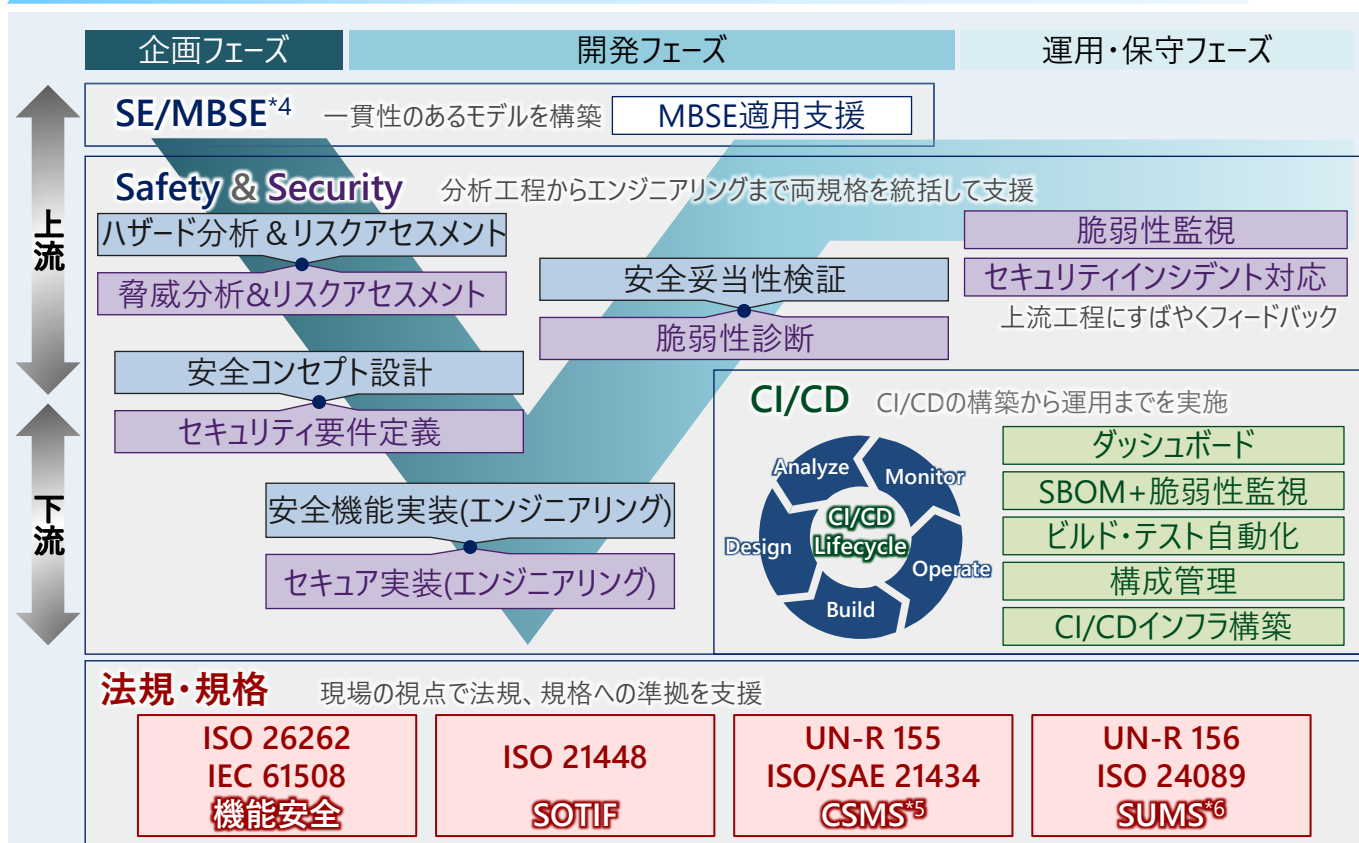 企画フェーズ
開発フェーズ
運用・保守フェーズ
SE/MBSE*4 一貫性のあるモデルを構築 MBSE適用支援
上流
Safety & Security 分析工程からエンジニアリングまで両規格を統括して支援
ハザード分析&リスクアセスメント
脅威分析&リスクアセスメント
安全妥当性検証
脆弱性診断
脆弱性監視
セキュリティインシデント対応
上流工程にすばやくフィードバック
安全コンセプト設計
セキュリティ要件定義
下流
安全機能実装(エンジニアリング)
セキュア実装(エンジニアリング)
CI/CD CI/CDの構築から運用までを実施
Analyze
Monitor
Design
Operate
Build
CI/CD
Lifecycle
ダッシュボード
SBOM+脆弱性監視
ビルド・テスト自動化
構成管理
CI/CDインフラ構築
法規・規格 現場の視点で法規、規格への準拠を支援
ISO 26262
IEC 61508
機能安全
ISO 21448
SOTIF
UN-R 155
ISO/SAE 21434
CSMS*5
UN-R 156
ISO 24089
SUMS*6